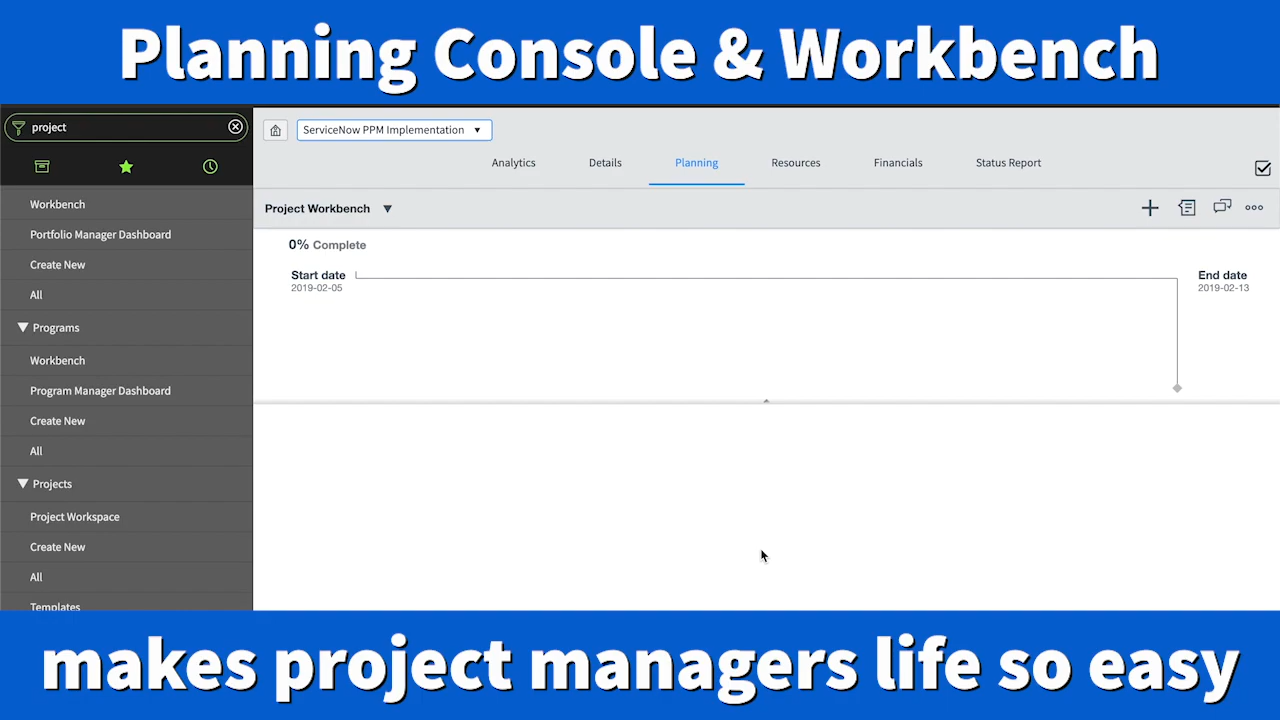 Planning Console & Workbench
project
ServiceNow PPM Implementation
Analytics
Details
Planning
Resources
Financials
Status Report
Workbench
Portfolio Manager Dashboard
Create New
All
Programs
Workbench
Program Manager Dashboard
Create New
All
Projects
Project Workspace
Create New
All
Templates
Project Workbench
0% Complete
Start date
2019-02-05
End date
2019-02-13
makes project managers life so easy